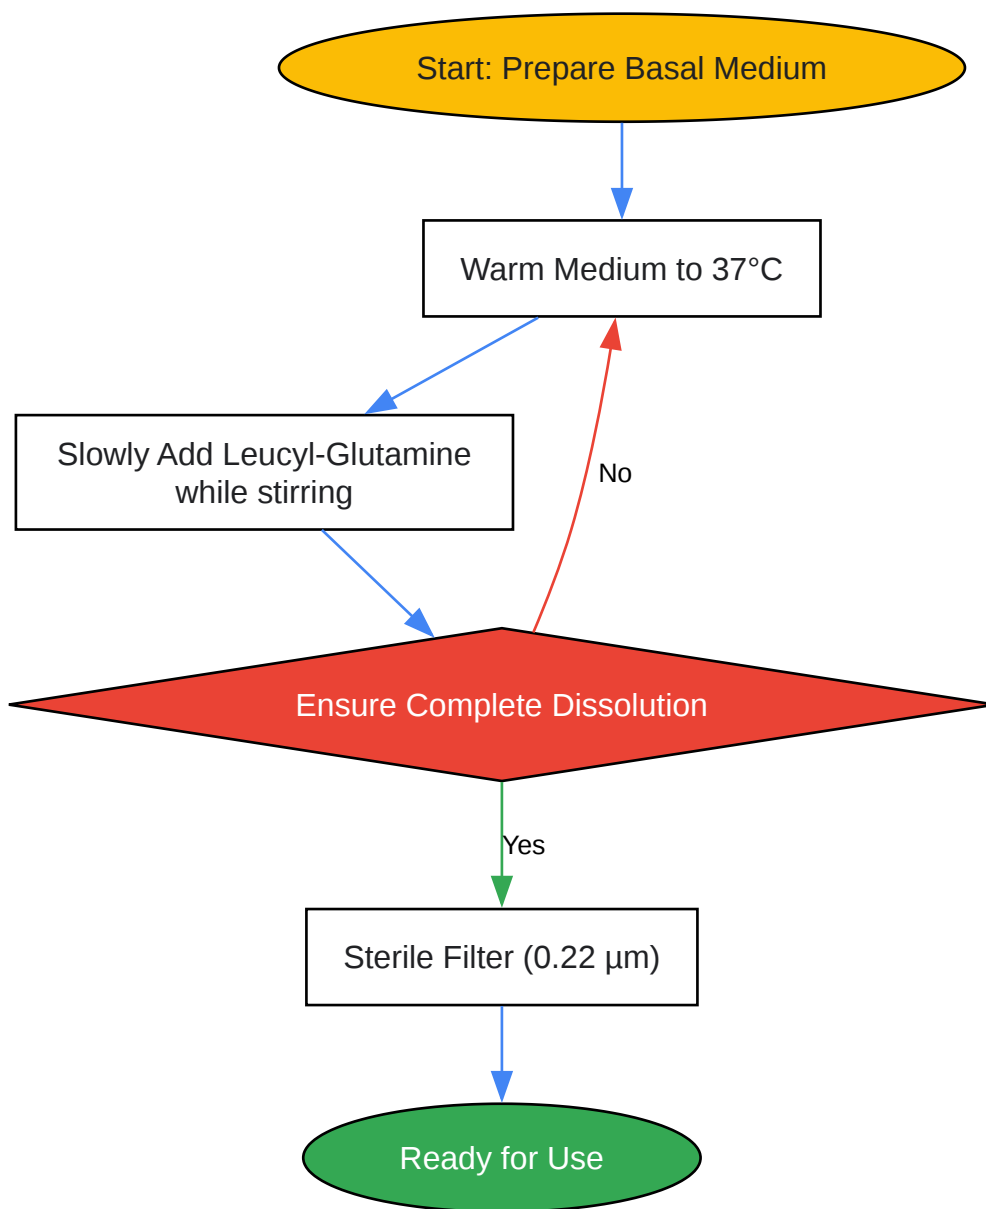 Start: Prepare Basal Medium
Warm Medium to 37°C
Slowly Add Leucyl-Glutamine
while stirring
No
Ensure Complete Dissolution
Yes
Sterile Filter (0.22 µm)
Ready for Use